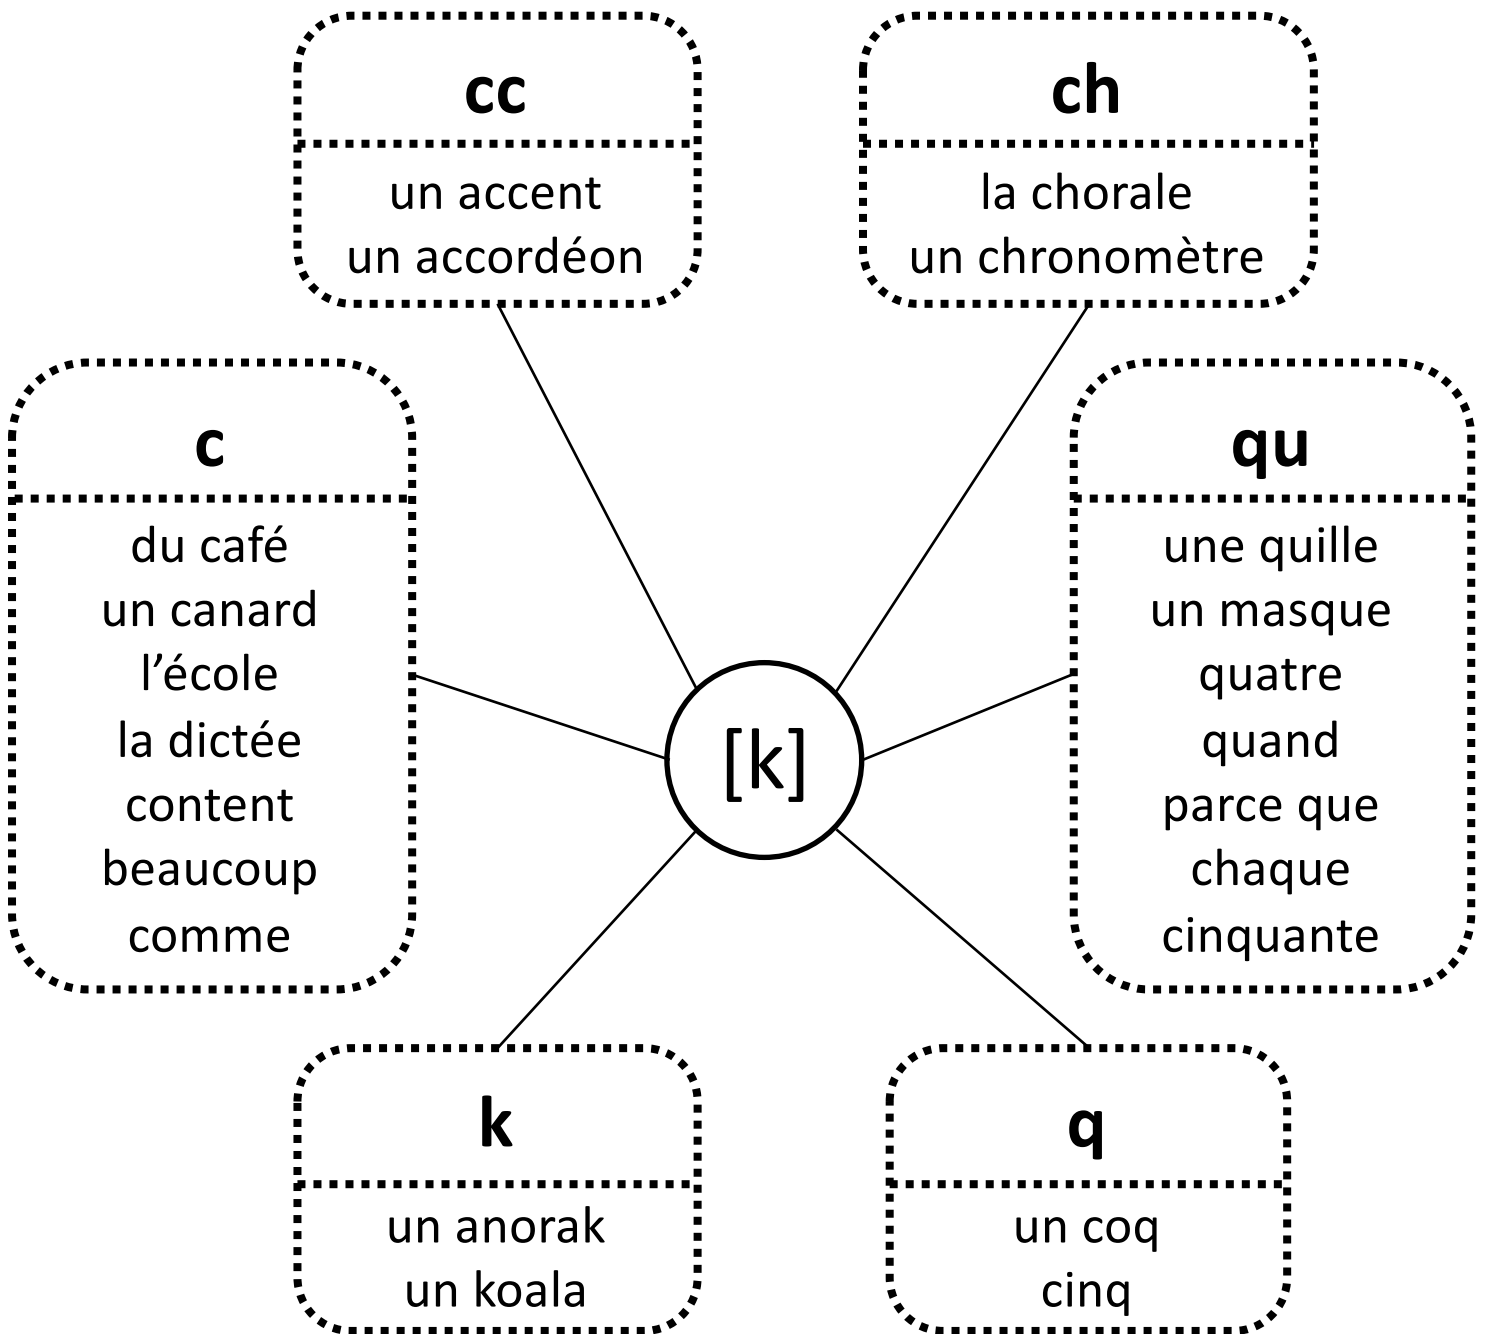 cc
un accent
un accordéon
ch
la chorale
un chronomètre
c
du café
un canard
l’école
la dictée
content
beaucoup
comme
[k]
qu
une quille
un masque
quatre
quand
parce que
chaque
cinquante
k
un anorak
un koala
q
un coq
cinq